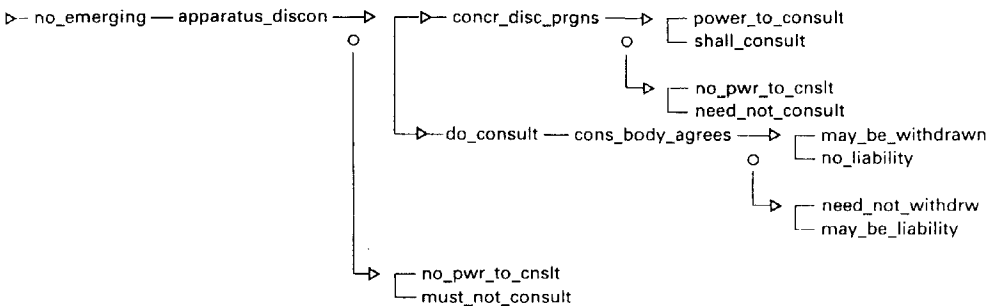 no_emerging apparatus_discon concr_disc_prgns power_to_consult
shall_consult
no_pwr_to_cnslt
need_not_consult
do_consult cons_body_agrees may_be_withdrawn
no_liability
need_not_withdrw
may_be_liability
no_pwr_to_cnslt
must_not_consult